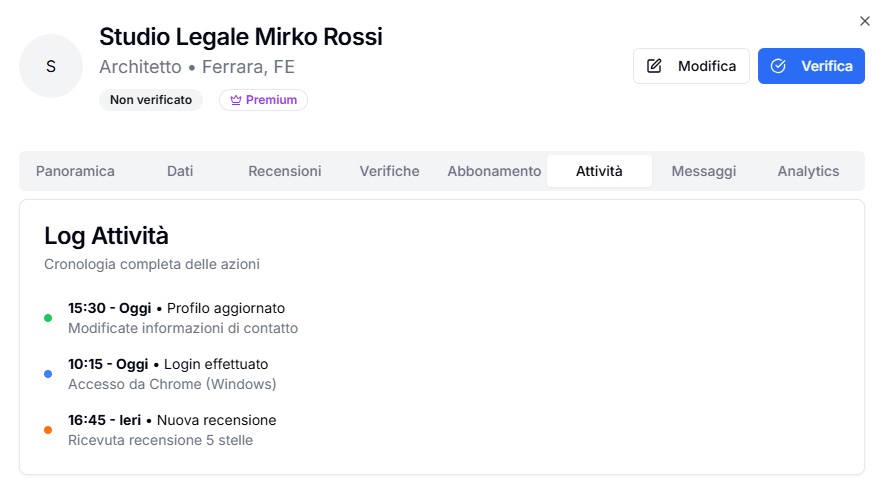 Studio Legale Mirko Rossi
S
Architetto • Ferrara, FE
Modifica
Verifica
Non verificato
Premium
Panoramica Dati Recensioni Verifiche Abbonamento Attività Messaggi Analytics
Log Attività
Cronologia completa delle azioni
15:30 - Oggi • Profilo aggiornato
Modificate informazioni di contatto
10:15 - Oggi • Login effettuato
Accesso da Chrome (Windows)
16:45 - Ieri • Nuova recensione
Ricevuta recensione 5 stelle